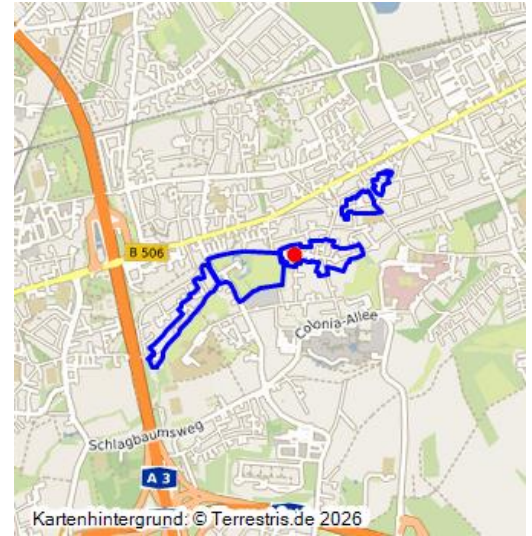 B 506
Colonia-Allee
Schlagbaumsweg
A 3
Kartenhintergrund: © Terrestris.de 2026